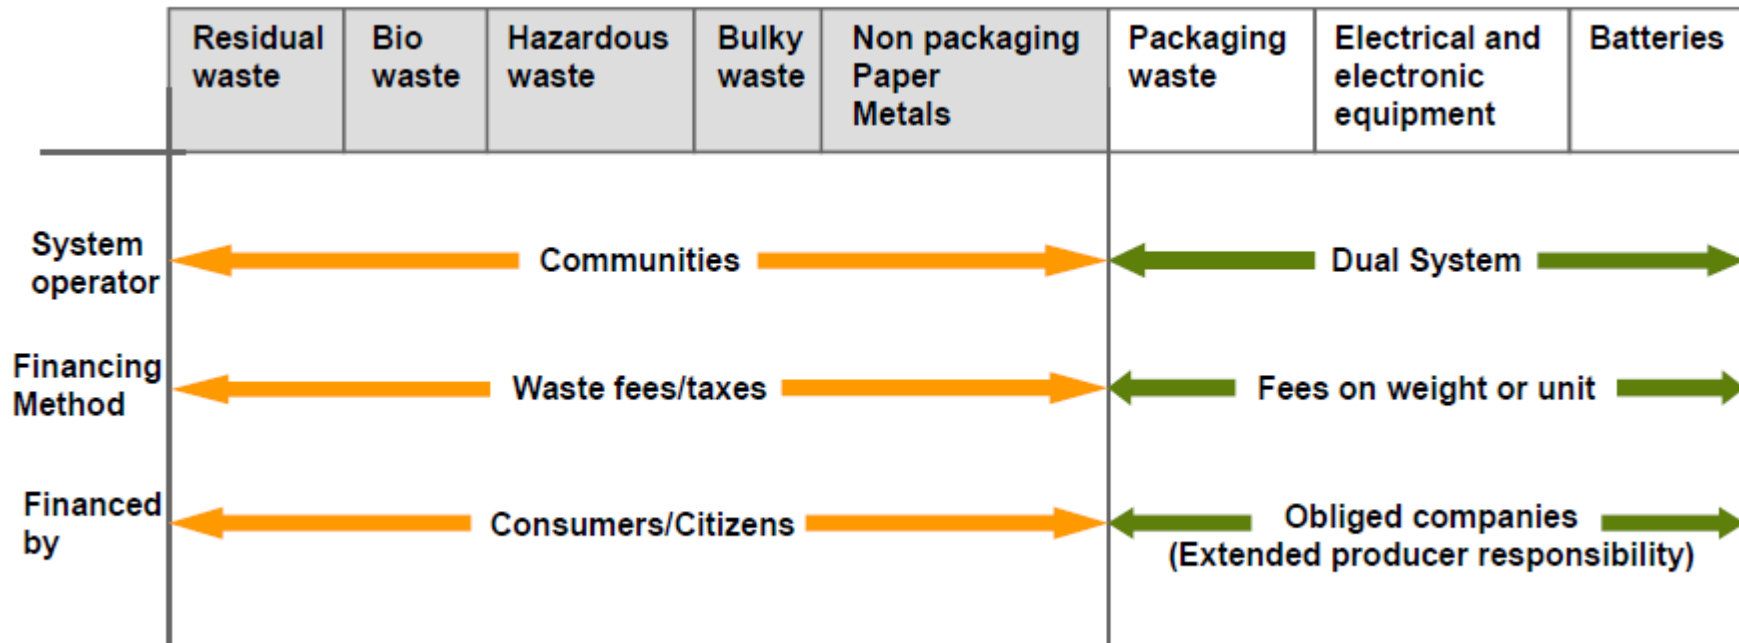 Residual
waste
Bio
waste
Hazardous
waste
Bulky
waste
Non packaging
Paper
Metals
Packaging
waste
Electrical and
electronic
equipment
Batteries
System
operator
Communities
Dual System
Financing
Method
Waste fees/taxes
Fees on weight or unit
Financed
by
Consumers/Citizens
Obliged companies
(Extended producer responsibility)